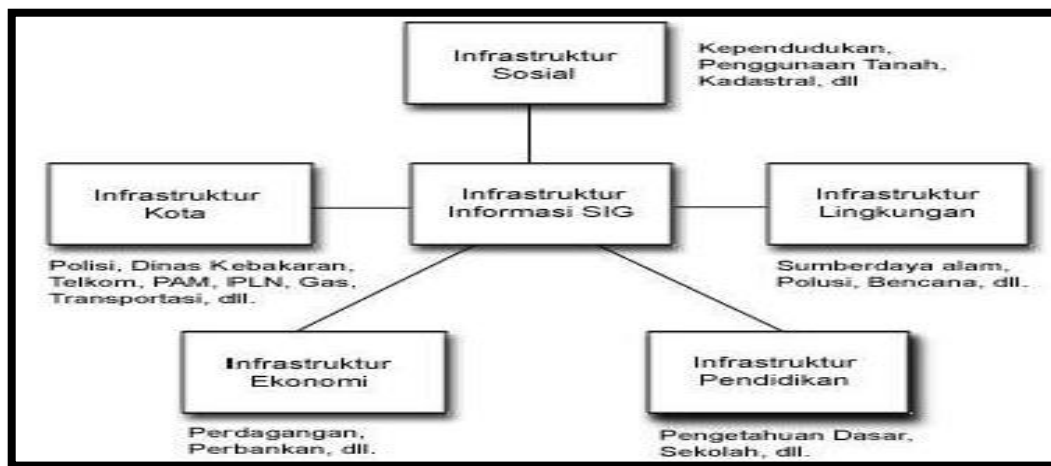 Infrastruktur
Sosial
Kependudukan,
Penggunaan Tanah,
Kadastral, dll
Infrastruktur
Kota
Infrastruktur
Informasi SIG
Infrastruktur
Lingkungan
Polisi, Dinas Kebakaran,
Telkom, PAM, PLN, Gas,
Transportasi, dll.
Sumberdaya alam,
Polusi, Bencana, dll.
Infrastruktur
Ekonomi
Infrastruktur
Pendidikan
Perdagangan,
Perbankan, dll.
Pengetahuan Dasar,
Sekolah, dll.